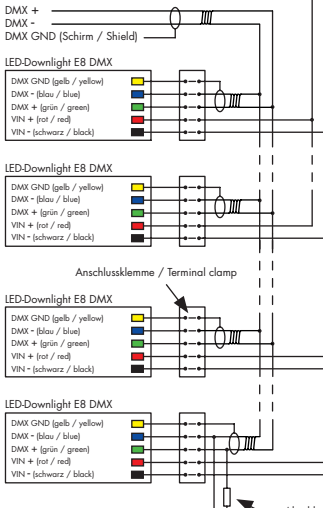 DMX +
DMX -
DMX GND (Schirm / Shield)
LED-Downlight E8 DMX
DMX GND (gelb / yellow)
DMX - (blau / blue)
DMX + (grün / green)
VIN + (rot / red)
VIN - (schwarz / black)
LED-Downlight E8 DMX
DMX GND (gelb / yellow)
DMX - (blau / blue)
DMX + (grün / green)
VIN + (rot / red)
VIN - (schwarz / black)
Anschlussklemme / Terminal clamp
LED-Downlight E8 DMX
DMX GND (gelb / yellow)
DMX - (blau / blue)
DMX + (grün / green)
VIN + (rot / red)
VIN - (schwarz / black)
LED-Downlight E8 DMX
DMX GND (gelb / yellow)
DMX - (blau / blue)
DMX + (grün / green)
VIN + (rot / red)
VIN - (schwarz / black)